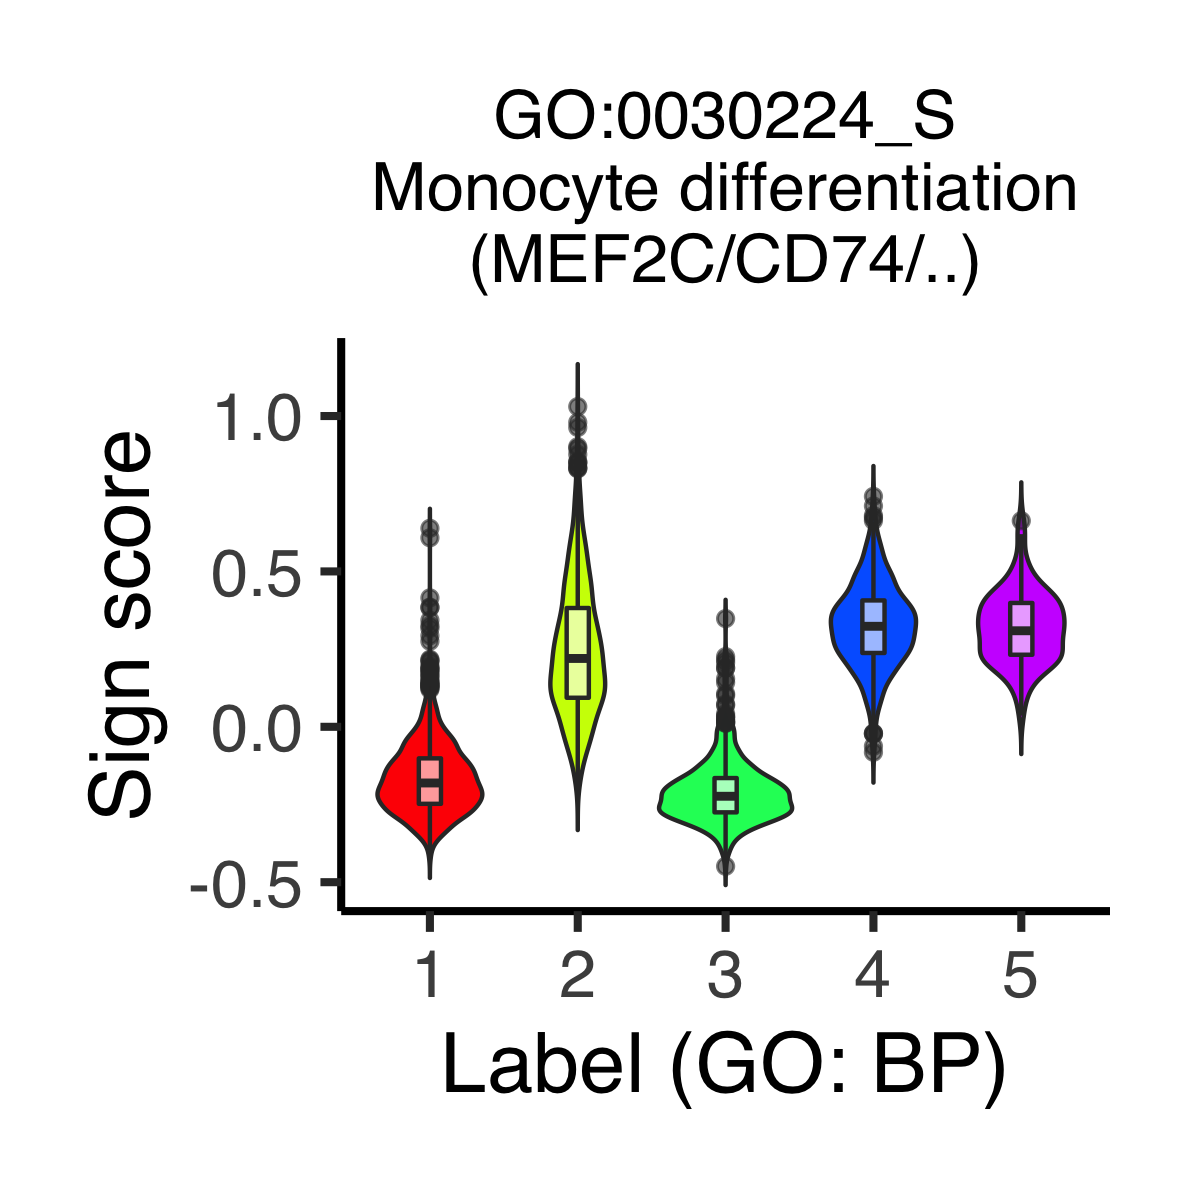 GO:0030224_S
Monocyte differentiation
(MEF2C/CD74/..)
Sign score
1.0
0.5
0.0
-0.5
1 2 3 4 5
Label (GO: BP)